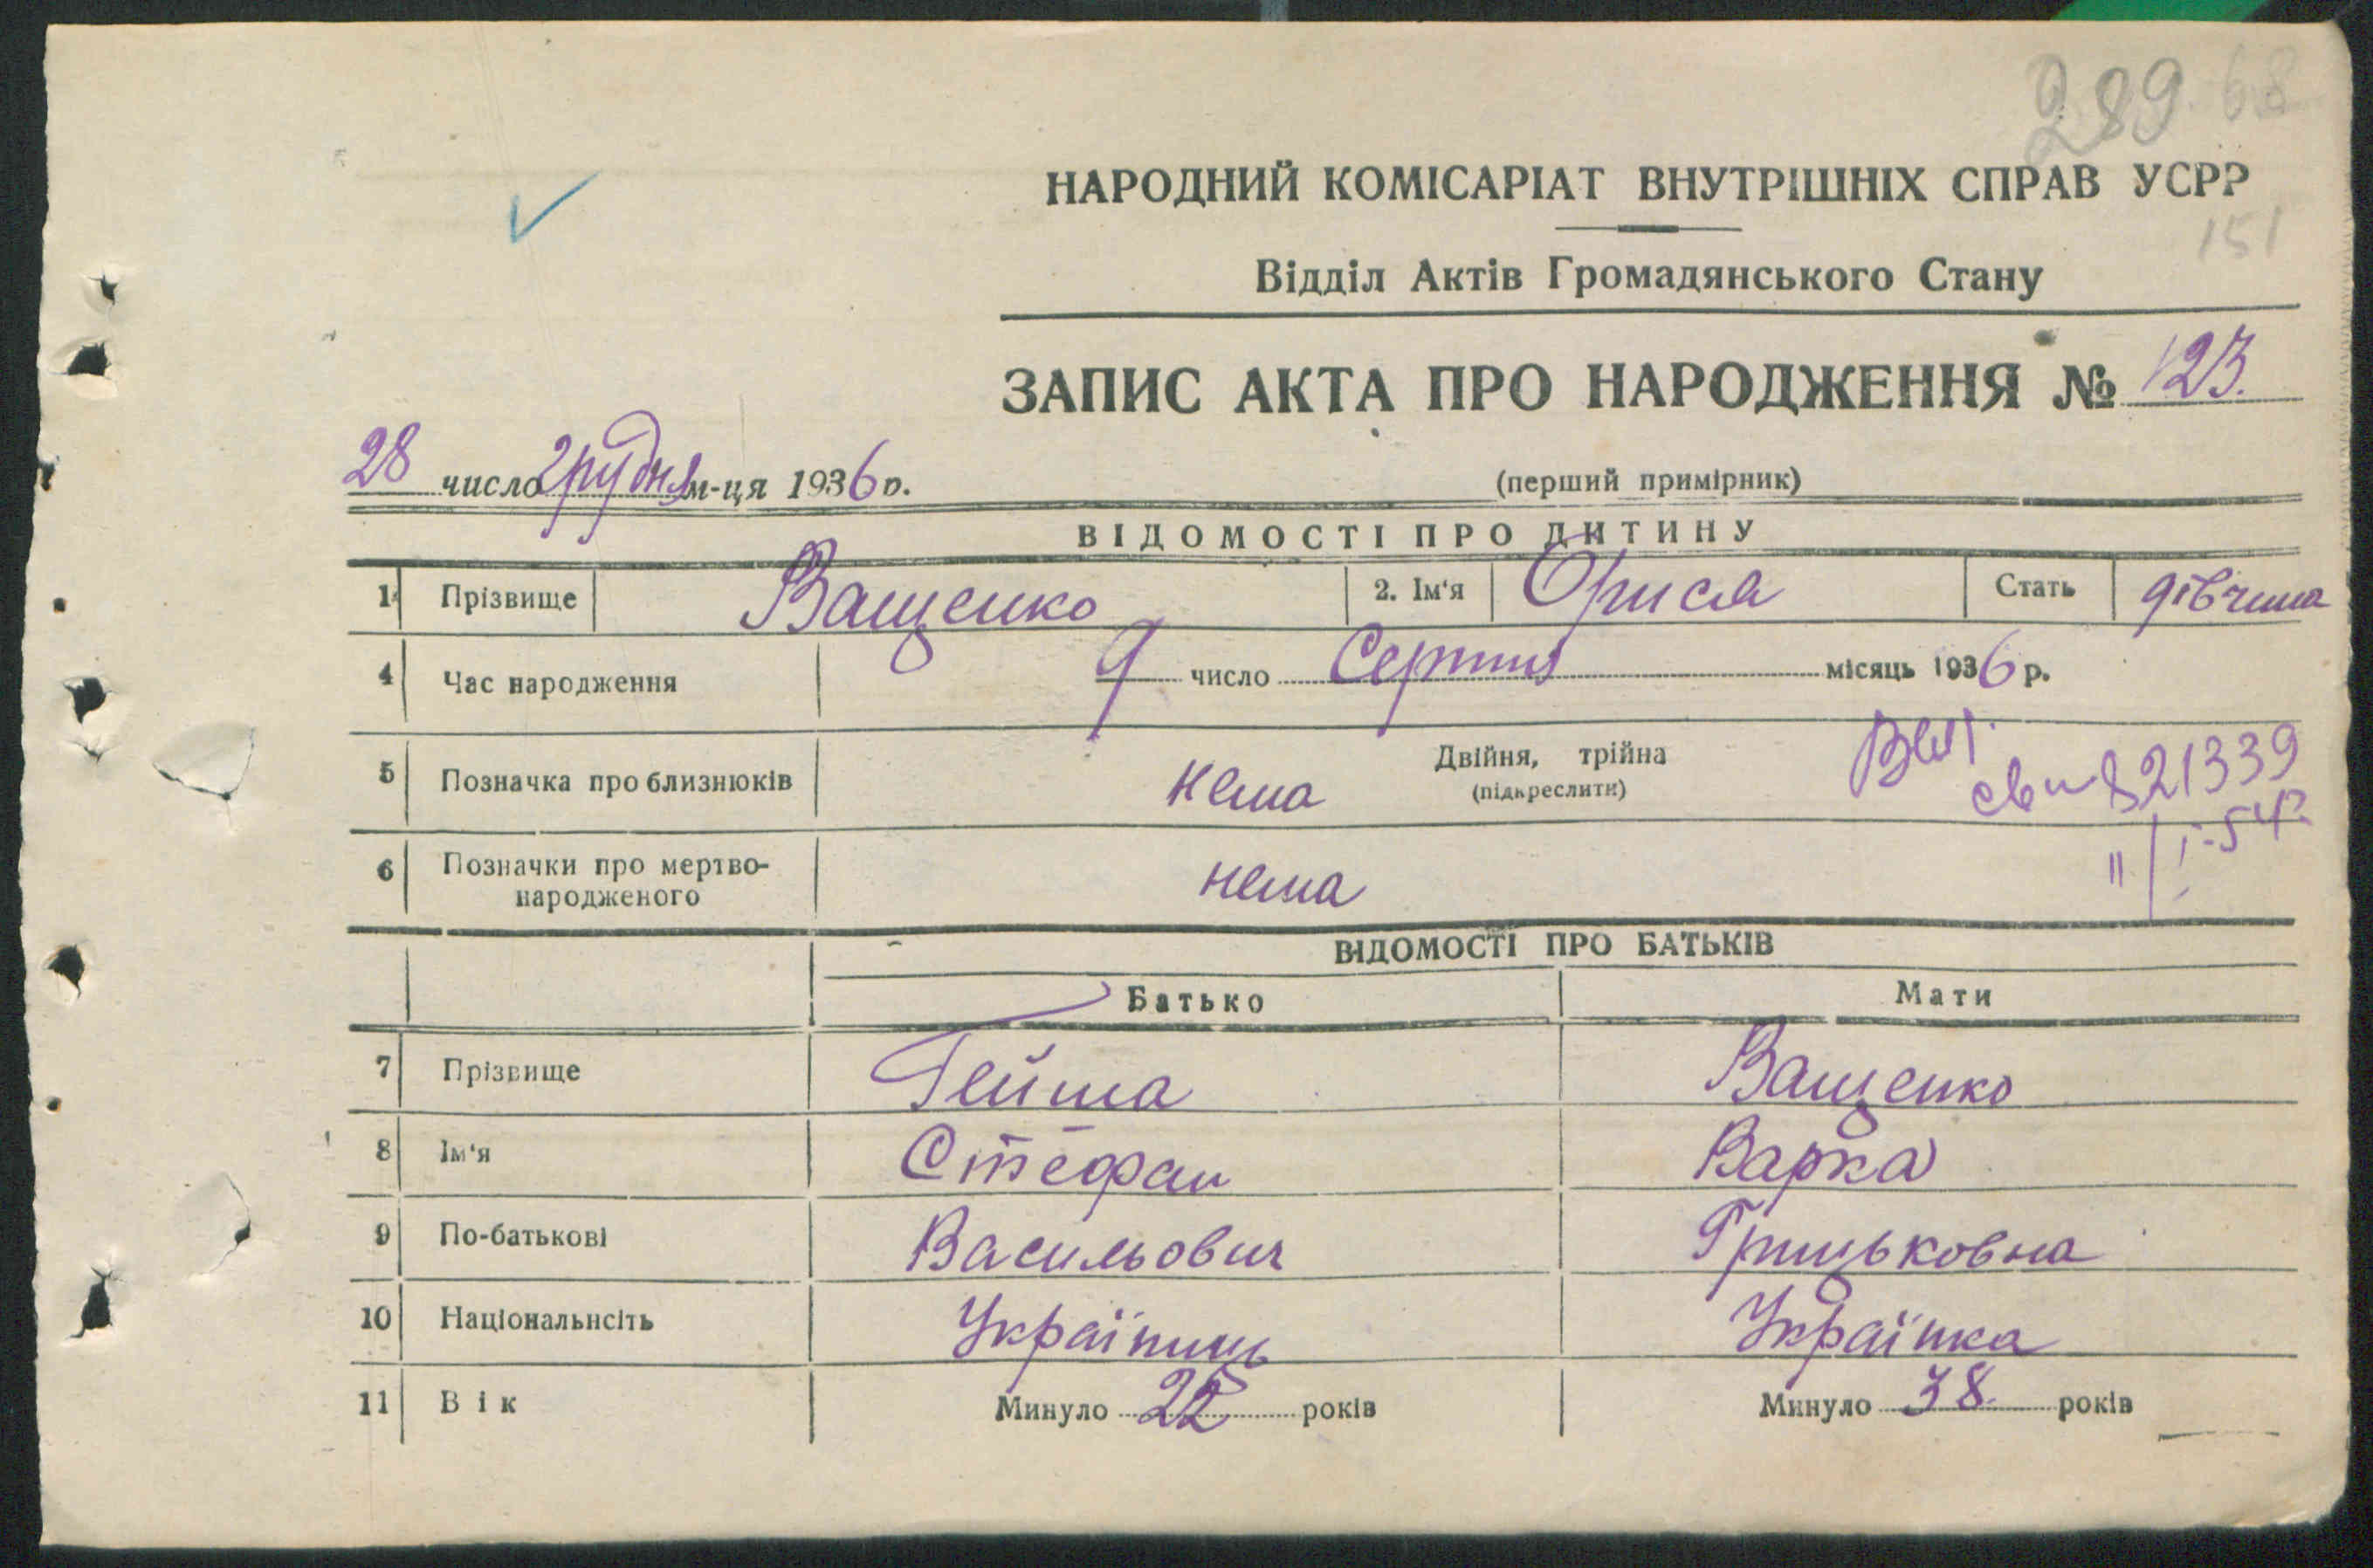 289 68
НАРОДНИЙ КОМІСАРІАТ ВНУТРІШНІХ СПРАВ УСРР
151
Відділ Актів Громадянського Стану
ЗАПИС АКТА ПРО НАРОДЖЕННЯ № 123.
28 число грудня м-ця 1936 р.
(перший примірник)
ВІДОМОСТІ ПРО ДИТИНУ
1 Прізвище Ващенко 2. Ім'я Орися Стать дівчина
4 Час народження 9 число Серпня місяць 1936 р.
5 Позначка про близнюків нема Двійня, трійна
(підкреслити)
21339
6 Позначки про мертво-
народженого нема
11/I-54р
ВІДОМОСТІ ПРО БАТЬКІВ
Батько Мати
7 Прізвище Гейша Ващенко
8 Ім'я Стефан Варка
9 По-батькові Васильович Грицьковна
10 Національнсіть Українець Українка
11 Вік Минуло 22 років Минуло 38 років